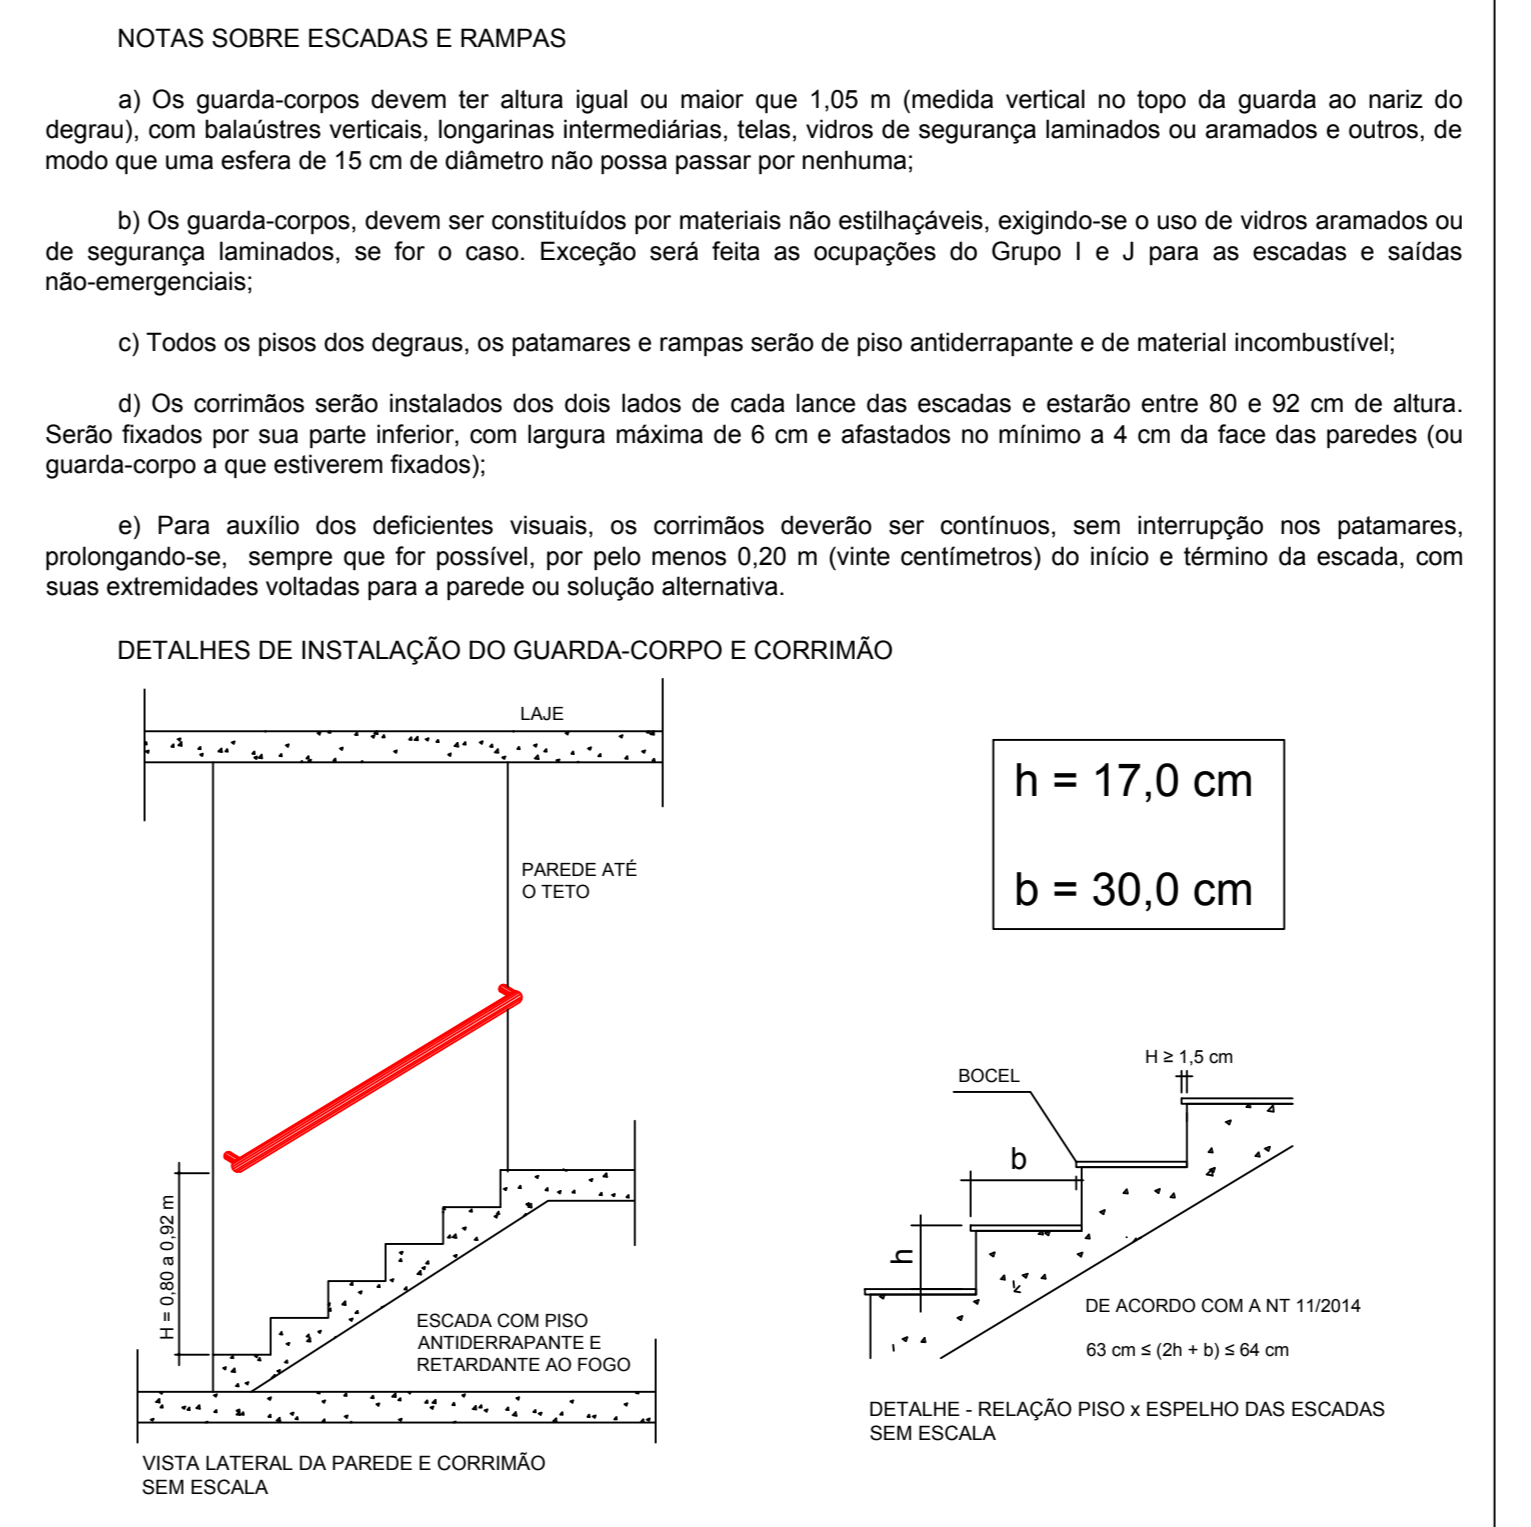 NOTAS SOBRE ESCADAS E RAMPAS
a) Os guarda-corpos devem ter altura igual ou maior que 1,05 m (medida vertical no topo da guarda ao nariz do
degrau), com balaústres verticais, longarinas intermediárias, telas, vidros de segurança laminados ou aramados e outros, de
modo que uma esfera de 15 cm de diâmetro não possa passar por nenhuma;
b) Os guarda-corpos, devem ser constituídos por materiais não estilhaçáveis, exigindo-se o uso de vidros aramados ou
de segurança laminados, se for o caso. Exceção será feita as ocupações do Grupo I e J para as escadas e saídas
não-emergenciais;
c) Todos os pisos dos degraus, os patamares e rampas serão de piso antiderrapante e de material incombustível;
d) Os corrimãos serão instalados dos dois lados de cada lance das escadas e estarão entre 80 e 92 cm de altura.
Serão fixados por sua parte inferior, com largura máxima de 6 cm e afastados no mínimo a 4 cm da face das paredes (ou
guarda-corpo a que estiverem fixados);
e) Para auxílio dos deficientes visuais, os corrimãos deverão ser contínuos, sem interrupção nos patamares,
prolongando-se, sempre que for possível, por pelo menos 0,20 m (vinte centímetros) do início e término da escada, com
suas extremidades voltadas para a parede ou solução alternativa.
DETALHES DE INSTALAÇÃO DO GUARDA-CORPO E CORRIMÃO
LAJE
PAREDE ATÉ
O TETO
H = 0,80 a 0,92 m
ESCADA COM PISO
ANTIDERRAPANTE E
RETARDANTE AO FOGO
VISTA LATERAL DA PAREDE E CORRIMÃO
SEM ESCALA
h = 17,0 cm
b = 30,0 cm
H ≥ 1,5 cm
BOCEL
b
h
DE ACORDO COM A NT 11/2014
63 cm ≤ (2h + b) ≤ 64 cm
DETALHE - RELAÇÃO PISO x ESPELHO DAS ESCADAS
SEM ESCALA